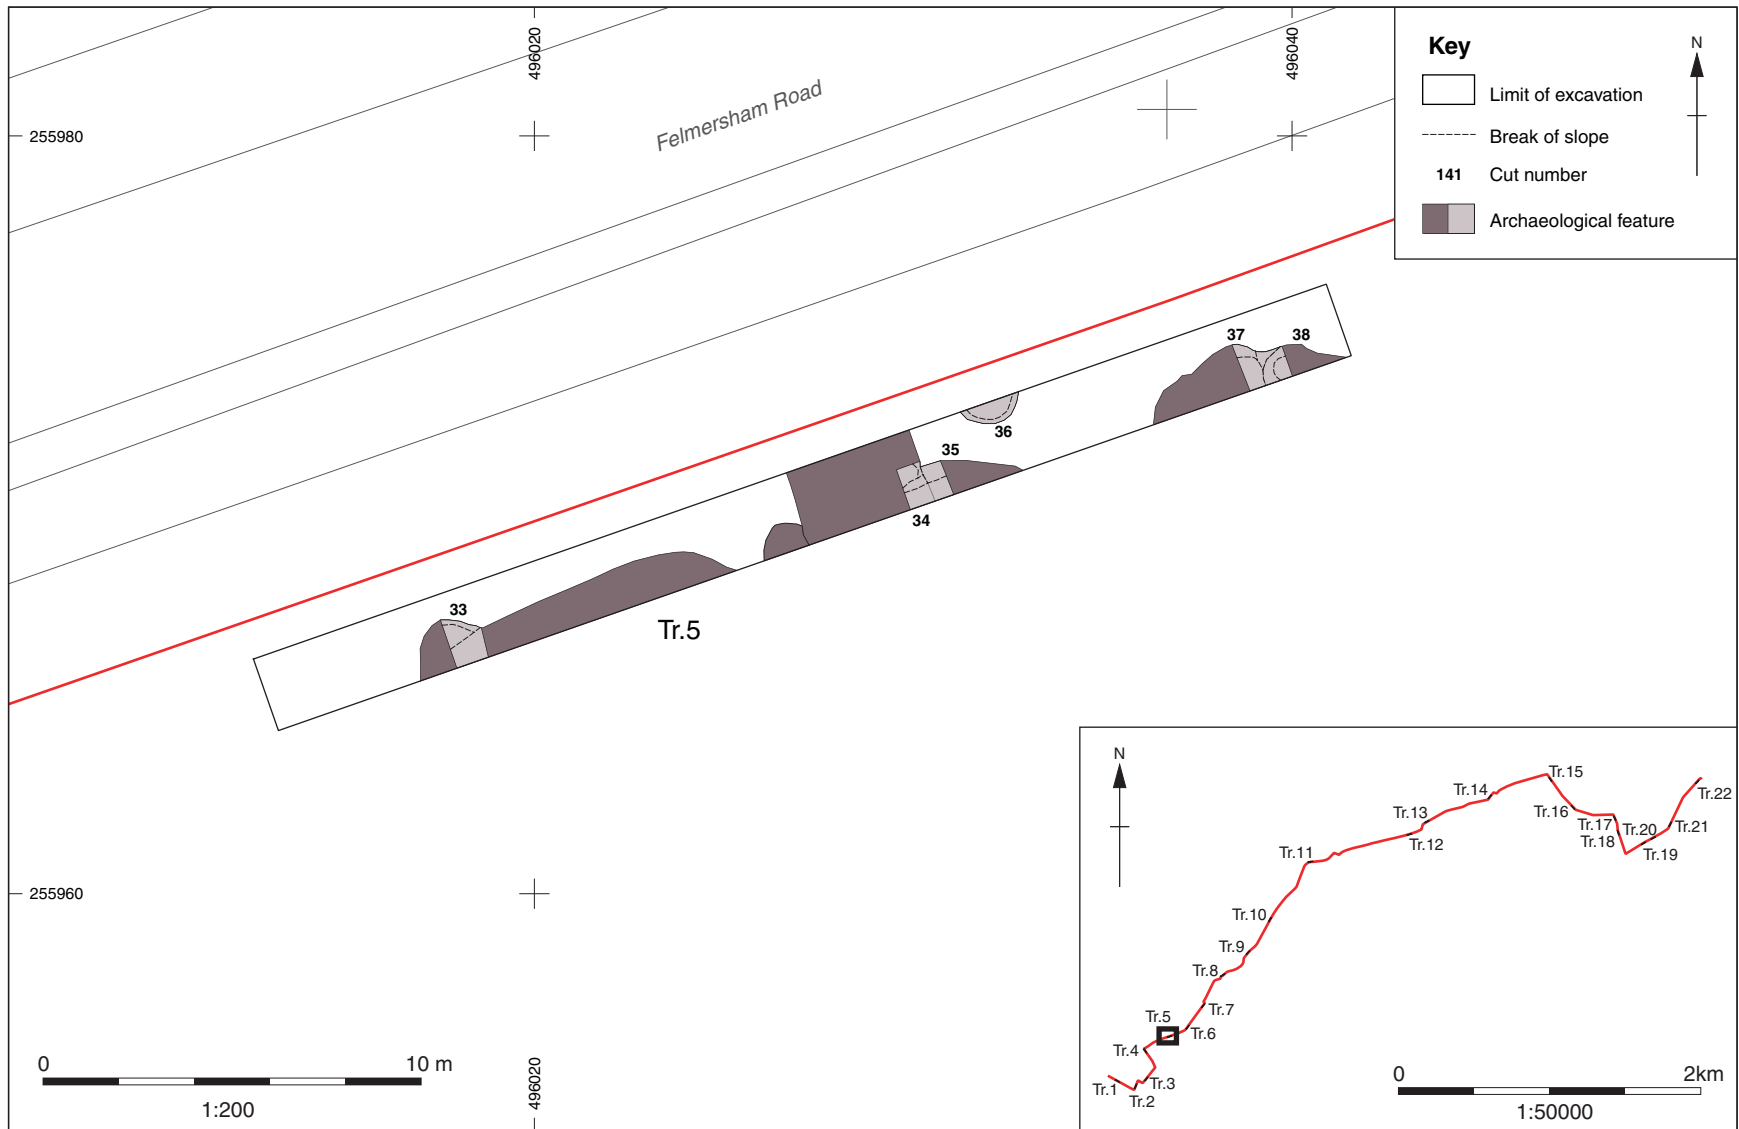 496020
496040
255980
Felmersham Road
Key
N
Limit of excavation
Break of slope
141 Cut number
Archaeological feature
37
38
36
35
34
33
Tr.5
255960
0 10 m
1:200
496020
N
Tr.15
Tr.14
Tr.22
Tr.13
Tr.16
Tr.17
Tr.20
Tr.21
Tr.12
Tr.18
Tr.11
Tr.19
Tr.10
Tr.9
Tr.8
Tr.7
Tr.5
Tr.6
Tr.4
Tr.3
Tr.1
Tr.2
0 2km
1:50000